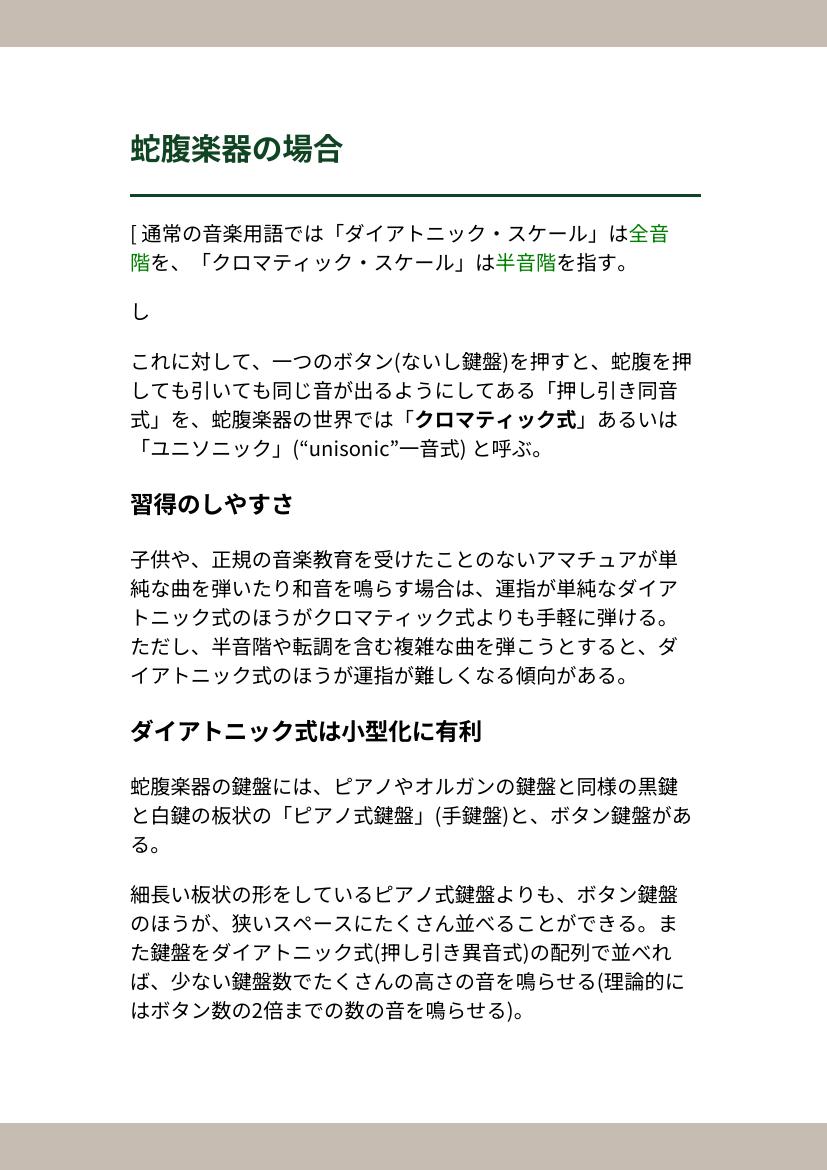 蛇腹楽器の場合
[ 通常の音楽用語では「ダイアトニック・スケール」は全音
階を、「クロマティック・スケール」は半音階を指す。
し
これに対して、一つのボタン(ないし鍵盤)を押すと、蛇腹を押
しても引いても同じ音が出るようにしてある「押し引き同音
式」を、蛇腹楽器の世界では「クロマティック式」あるいは
「ユニソニック」(“unisonic”一音式) と呼ぶ。
習得のしやすさ
子供や、正規の音楽教育を受けたことのないアマチュアが単
純な曲を弾いたり和音を鳴らす場合は、運指が単純なダイア
トニック式のほうがクロマティック式よりも手軽に弾ける。
ただし、半音階や転調を含む複雑な曲を弾こうとすると、ダ
イアトニック式のほうが運指が難しくなる傾向がある。
ダイアトニック式は小型化に有利
蛇腹楽器の鍵盤には、ピアノやオルガンの鍵盤と同様の黒鍵
と白鍵の板状の「ピアノ式鍵盤」(手鍵盤)と、ボタン鍵盤があ
る。
細長い板状の形をしているピアノ式鍵盤よりも、ボタン鍵盤
のほうが、狭いスペースにたくさん並べることができる。ま
た鍵盤をダイアトニック式(押し引き異音式)の配列で並べれ
ば、少ない鍵盤数でたくさんの高さの音を鳴らせる(理論的に
はボタン数の2倍までの数の音を鳴らせる)。